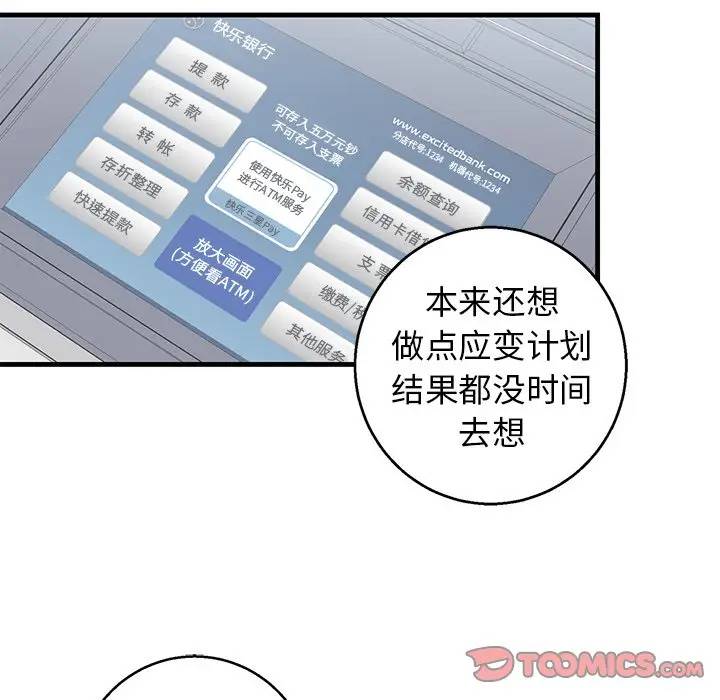 快乐银行
提 款
存 款
转 帐
存折整理
快速提款
可存入五万元钞
不可存入支票
使用快乐Pay
进行ATM服务
快乐三星Pay
放大画面
(方便看ATM)
www.excitedbank.com
分店代号:1234 机器代号:1234
余额查询
信用卡借
支票
缴费/税
其他服务
本来还想
做点应变计划
结果都没时间
去想
TOOMICS.COM